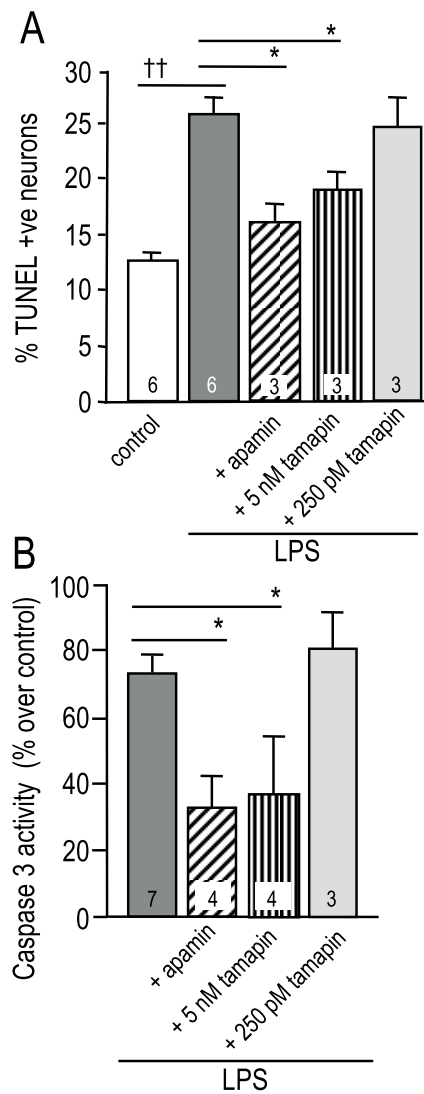 A
*
*
††
% TUNEL +ve neurons
30
25
20
15
10
5
0
6
6
3
3
3
control
+ apamin
+ 5 nM tamapin
+ 250 pM tamapin
LPS
B
*
*
Caspase 3 activity (% over control)
100
80
60
40
20
0
7
4
4
3
+ apamin
+ 5 nM tamapin
+ 250 pM tamapin
LPS